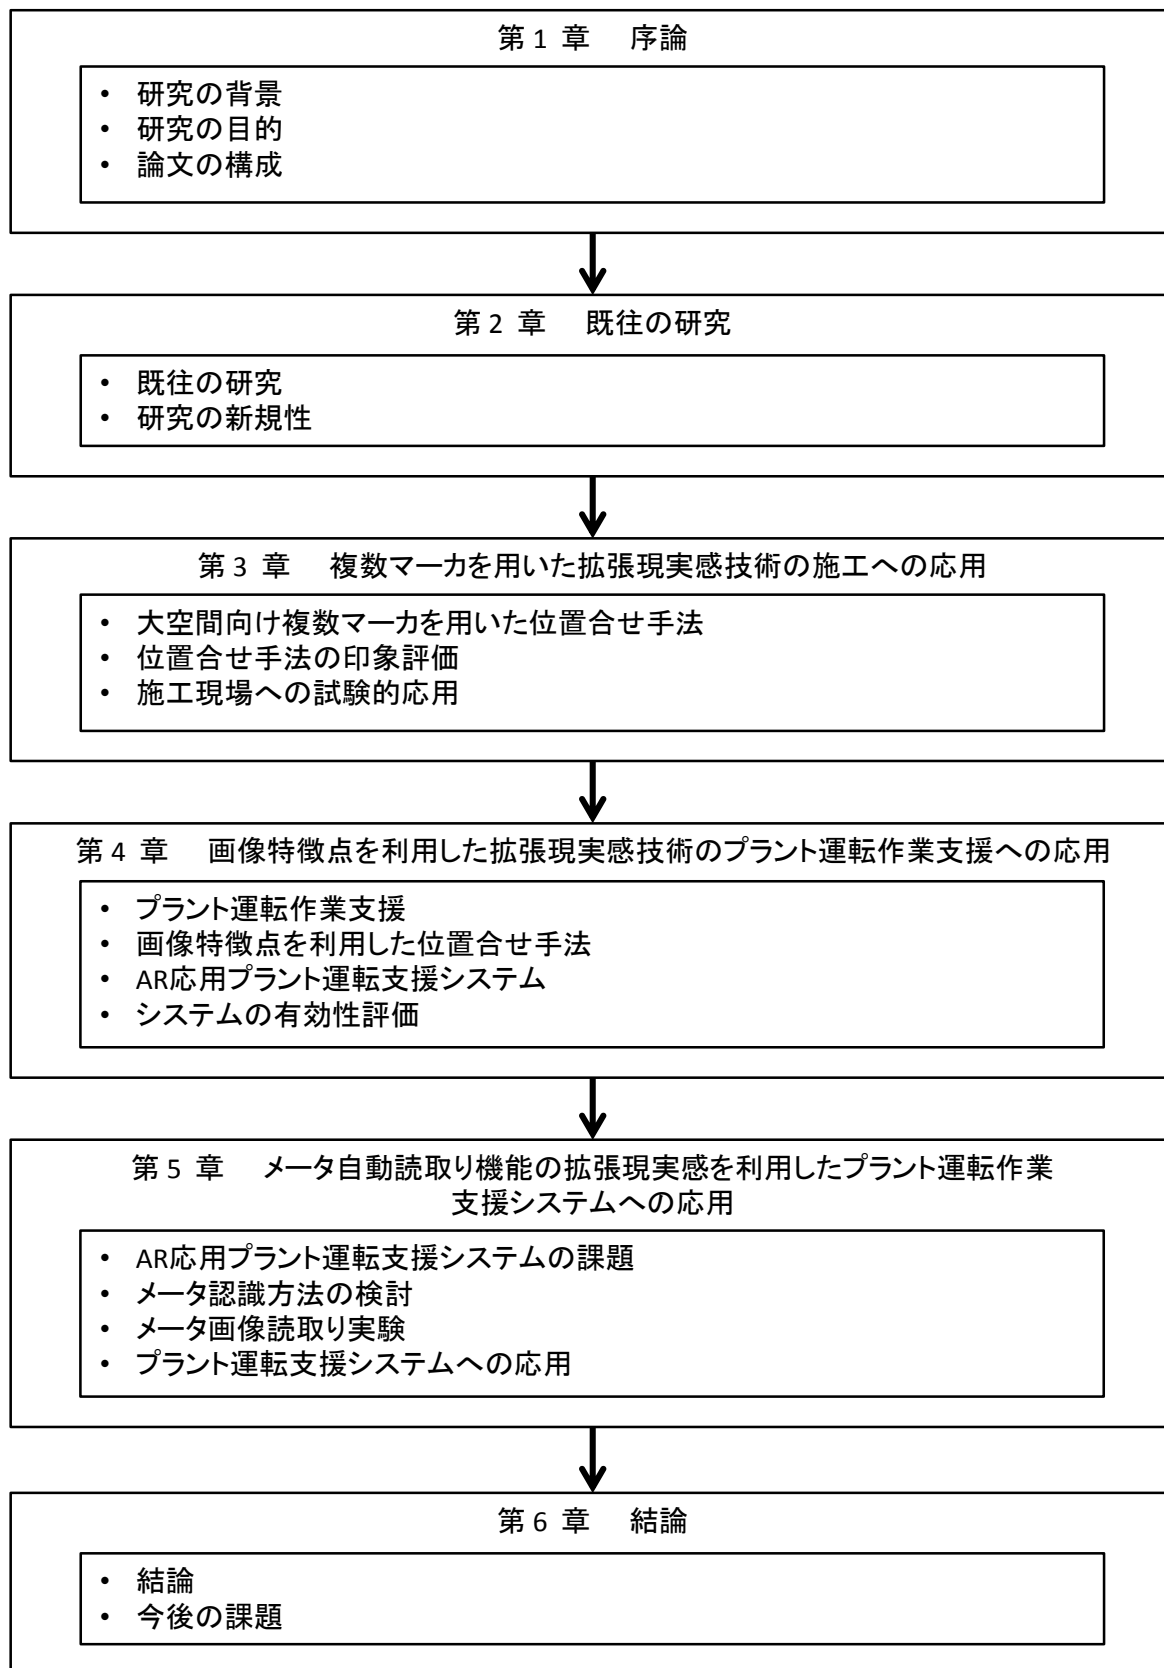 第1 章　序論
• 研究の背景
• 研究の目的
• 論文の構成
第2 章　既往の研究
• 既往の研究
• 研究の新規性
第3 章　複数マーカを用いた拡張現実感技術の施工への応用
• 大空間向け複数マーカを用いた位置合せ手法
• 位置合せ手法の印象評価
• 施工現場への試験的応用
第4 章　画像特徴点を利用した拡張現実感技術のプラント運転作業支援への応用
• プラント運転作業支援
• 画像特徴点を利用した位置合せ手法
• AR応用プラント運転支援システム
• システムの有効性評価
第5 章　メータ自動読取り機能の拡張現実感を利用したプラント運転作業
支援システムへの応用
• AR応用プラント運転支援システムの課題
• メータ認識方法の検討
• メータ画像読取り実験
• プラント運転支援システムへの応用
第6 章　結論
• 結論
• 今後の課題